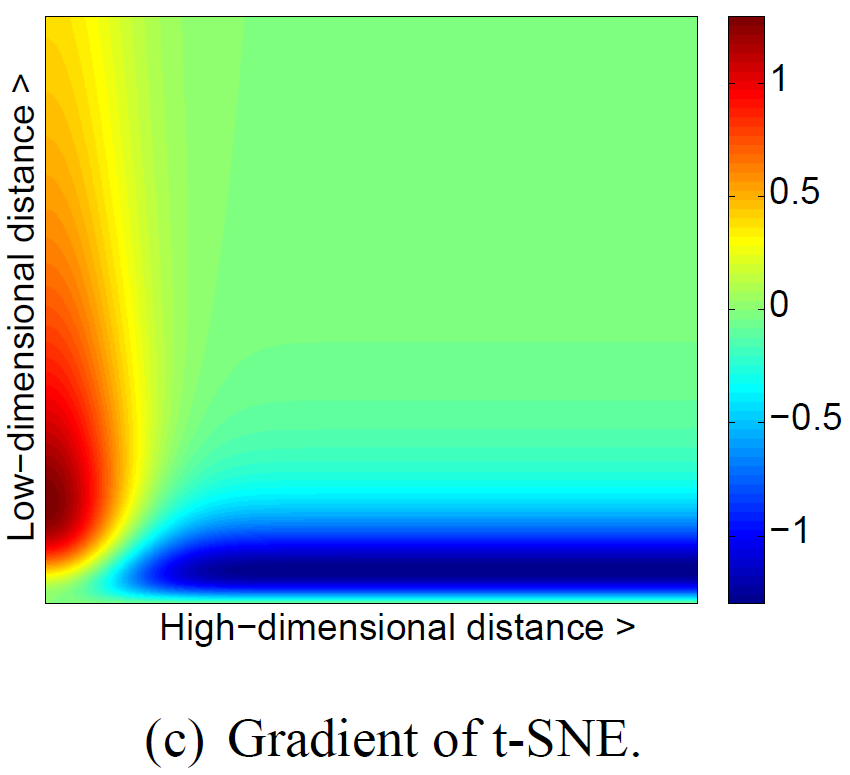 Low−dimensional distance >
1
0.5
0
−0.5
−1
High−dimensional distance >
(c) Gradient of t-SNE.